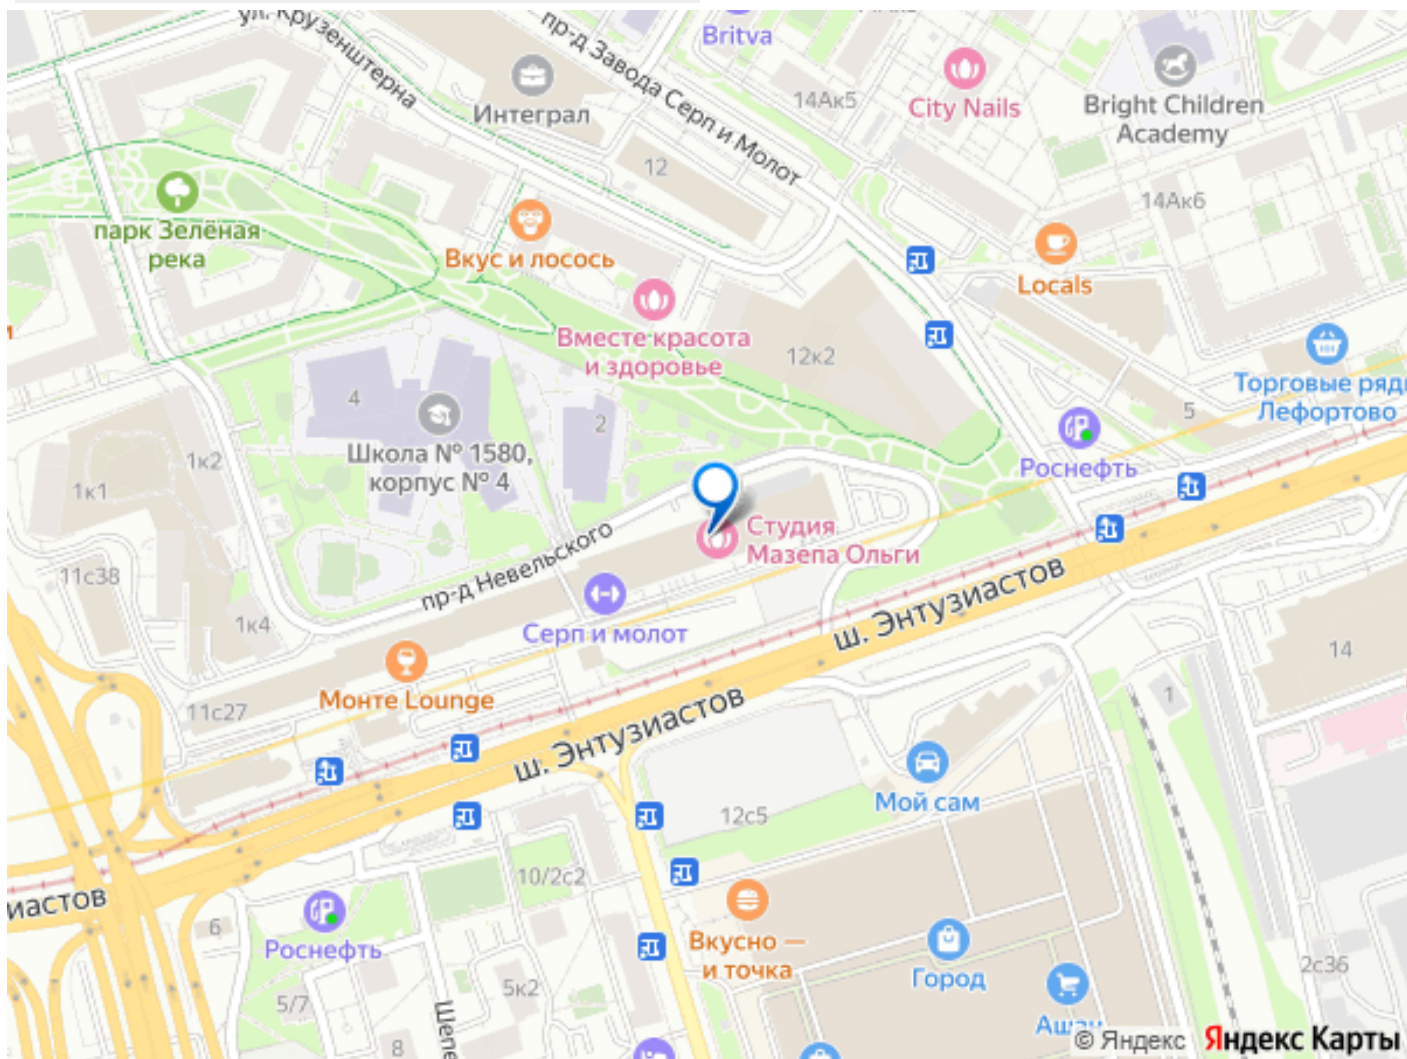 ул. Крузенштерна
пр-д Завода Серп и Молот
Britva
Интеграл
14Ак5
City Nails
Bright Children
Academy
12
14Ак6
парк Зелёная
река
Вкус и лосось
Locals
Вместе красота
и здоровье
12к2
Торговые ряды
Лефортово
4
2
5
Школа № 1580,
корпус № 4
Роснефть
1к2
1к1
Студия
Мазепа Ольги
пр-д Невельского
11с38
1к4
Серп и молот
ш. Энтузиастов
14
1
Монте Lounge
11с27
ш. Энтузиастов
Мой сам
12с5
10/2с2
иастов
6
Роснефть
Вкусно —
и точка
Город
2с36
5к2
5/7
Шепе
8
Ашан
© Яндекс
Яндекс Карты